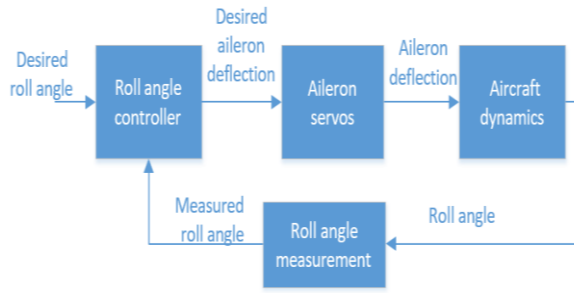 Desired
roll angle
Roll angle
controller
Desired
aileron
deflection
Aileron
servos
Aileron
deflection
Aircraft
dynamics
Measured
roll angle
Roll angle
measurement
Roll angle